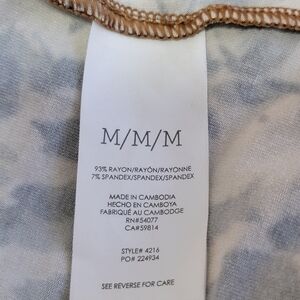 M/M/M
93% RAYON/RAYÓN/RAYONNE
7% SPANDEX/SPANDEX/SPANDEX
MADE IN CAMBODIA
HECHO EN CAMBOYA
FABRIQUÉ AU CAMBODGE
RN#54077
CA#59814
STYLE# 4216
PO# 224934
SEE REVERSE FOR CARE